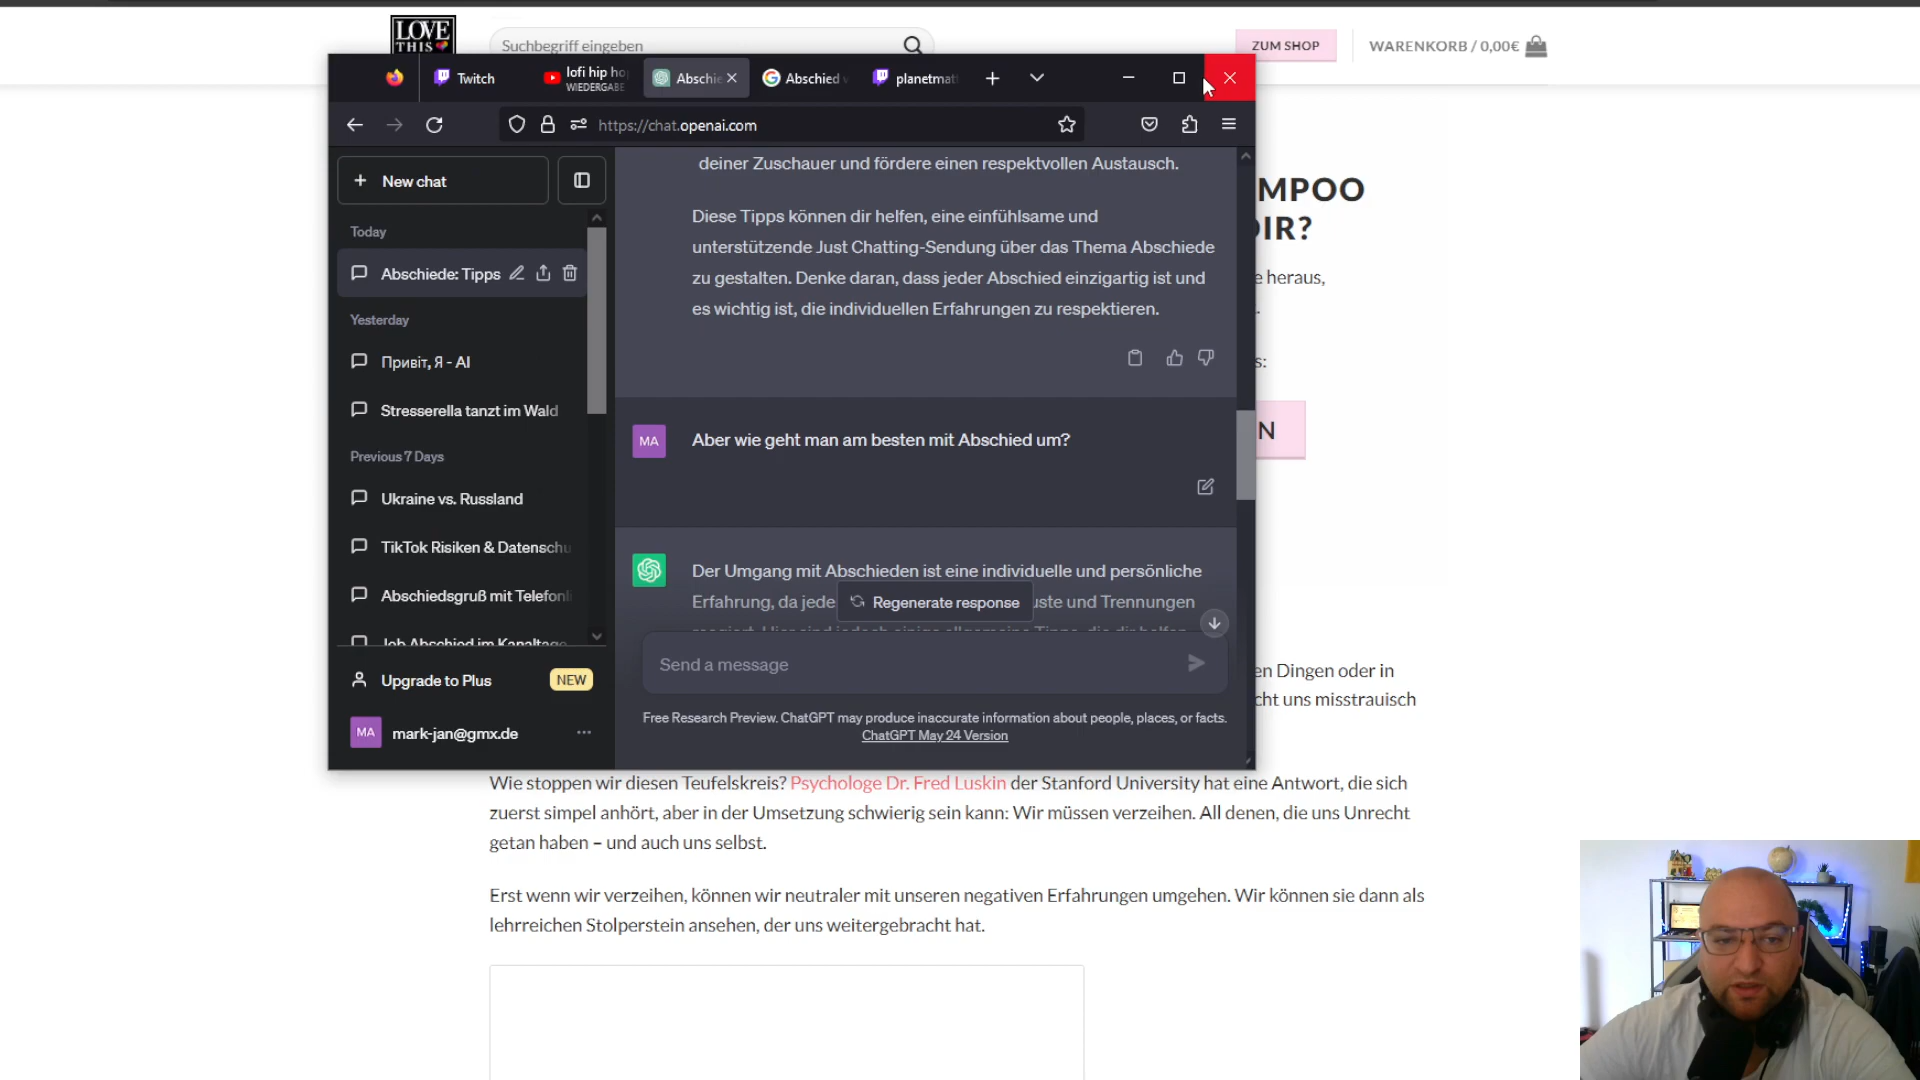 LOVE
THIS
Suchbegriff eingeben
ZUM SHOP
WARENKORB / 0,00€
Twitch
lofi hip ho
WIEDERGABE
Abschie
Abschied
planetmat
https://chat.openai.com
New chat
Today
Abschiede: Tipps
Yesterday
Привіт, Я - AI
Stresserella tanzt im Wald
Previous 7 Days
Ukraine vs. Russland
TikTok Risiken & Datenschu
Abschiedsgruß mit Telefon
Job Abschied im Kanaltage
Upgrade to Plus
NEW
MA
mark-jan@gmx.de
deiner Zuschauer und fördere einen respektvollen Austausch.
Diese Tipps können dir helfen, eine einfühlsame und
unterstützende Just Chatting-Sendung über das Thema Abschiede
zu gestalten. Denke daran, dass jeder Abschied einzigartig ist und
es wichtig ist, die individuellen Erfahrungen zu respektieren.
MA
Aber wie geht man am besten mit Abschied um?
Der Umgang mit Abschieden ist eine individuelle und persönliche
Erfahrung, da jede
uste und Trennungen
Regenerate response
Send a message
Free Research Preview. ChatGPT may produce inaccurate information about people, places, or facts.
ChatGPT May 24 Version
MPOO
DIR?
e heraus,
s:
N
en Dingen oder in
cht uns misstrauisch
Wie stoppen wir diesen Teufelskreis? Psychologe Dr. Fred Luskin der Stanford University hat eine Antwort, die sich
zuerst simpel anhört, aber in der Umsetzung schwierig sein kann: Wir müssen verzeihen. All denen, die uns Unrecht
getan haben – und auch uns selbst.
Erst wenn wir verzeihen, können wir neutraler mit unseren negativen Erfahrungen umgehen. Wir können sie dann als
lehrreichen Stolperstein ansehen, der uns weitergebracht hat.